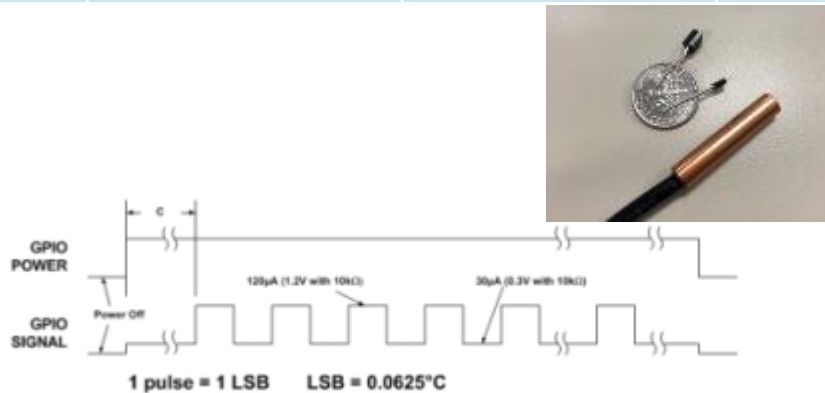 C
GPIO
POWER
120μA (1.2V with 10kΩ)
30μA (0.3V with 10kΩ)
Power Off
GPIO
SIGNAL
1 pulse = 1 LSB LSB = 0.0625°C